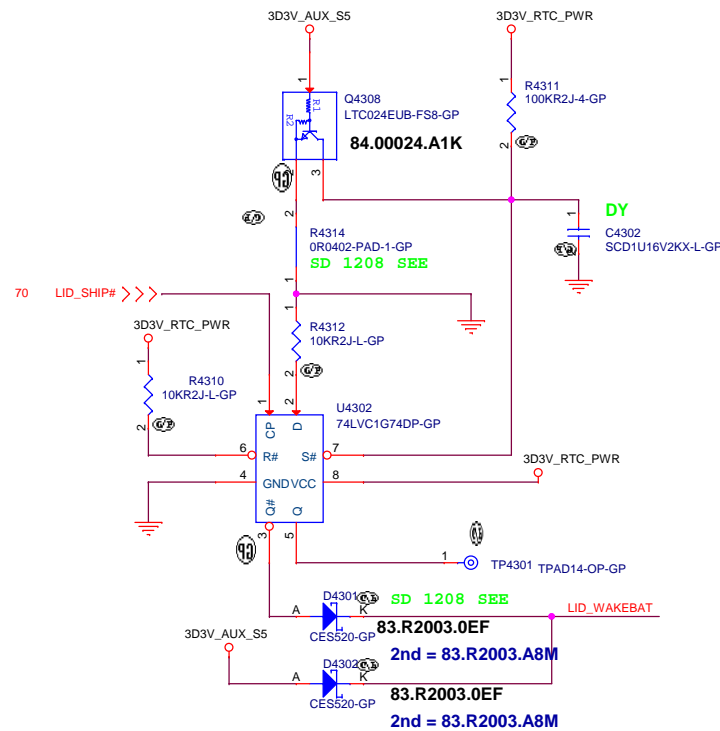 3D3V_AUX_S5
3D3V_RTC_PWR
1
R1
R2
Q4308
LTC024EUB-FS8-GP
84.00024.A1K
2
3
1
R4311
100KR2J-4-GP
2
G/P
GP
2
R4314
0R0402-PAD-1-GP
SD 1208 SEE
1
DY
1
C4302
SCD1U16V2KX-L-GP
70 LID_SHIP#
3D3V_RTC_PWR
1
R4310
10KR2J-L-GP
2
G/P
1
R4312
10KR2J-L-GP
2
G/P
U4302
74LVC1G74DP-GP
1
2
CP
D
6
R#
S#
7
4
GND
VCC
8
3D3V_RTC_PWR
Q#
Q
3
5
GP
1
TP4301 TPAD14-OP-GP
D4301
SD 1208 SEE
A
K
CES520-GP
83.R2003.0EF
2nd = 83.R2003.A8M
LID_WAKEBAT
3D3V_AUX_S5
D4302
A
K
CES520-GP
83.R2003.0EF
2nd = 83.R2003.A8M